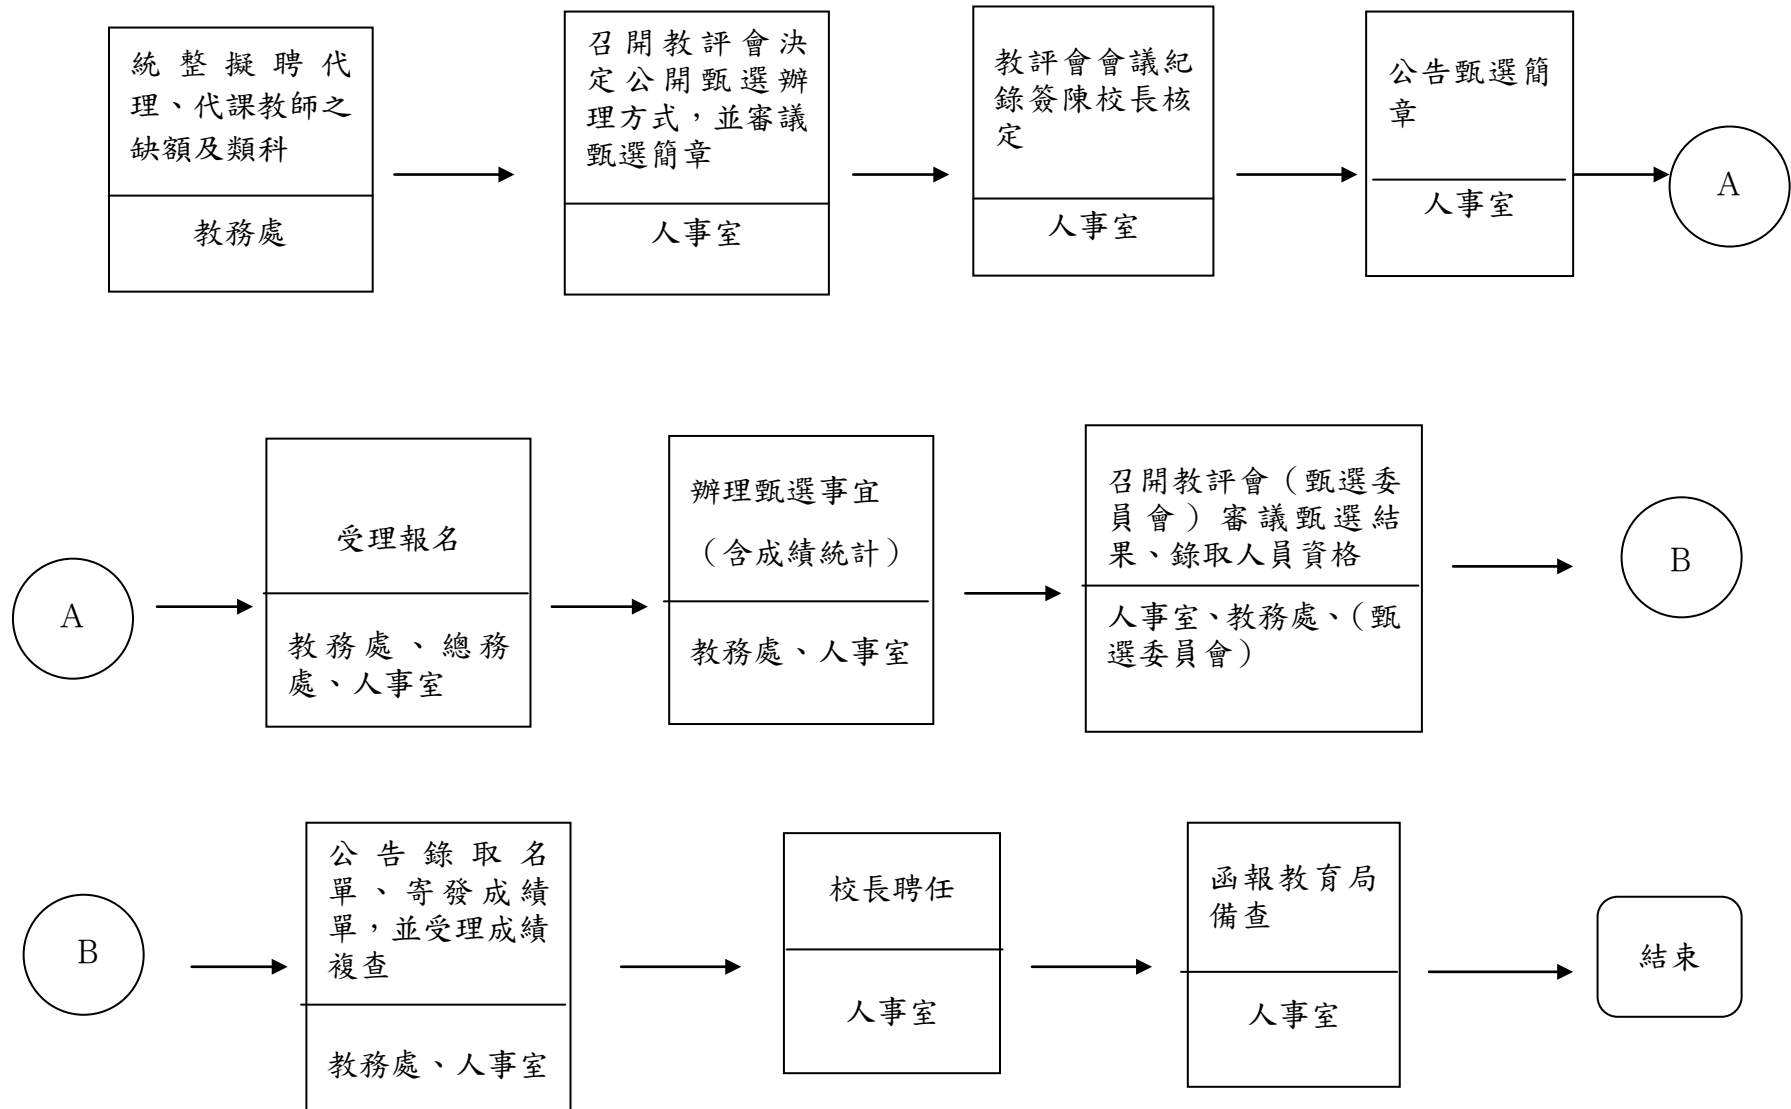 統整擬聘代
理、代課教師之
缺額及類科
教務處
召開教評會決
定公開甄選辦
理方式，並審議
甄選簡章
人事室
教評會會議紀
錄簽陳校長核
定
人事室
公告甄選簡
章
人事室
A
A
受理報名
教務處、總務
處、人事室
辦理甄選事宜
（含成績統計）
教務處、人事室
召開教評會（甄選委
員會）審議甄選結
果、錄取人員資格
人事室、教務處、（甄
選委員會）
B
B
公告錄取名
單、寄發成績
單，並受理成績
複查
教務處、人事室
校長聘任
人事室
函報教育局
備查
人事室
結束